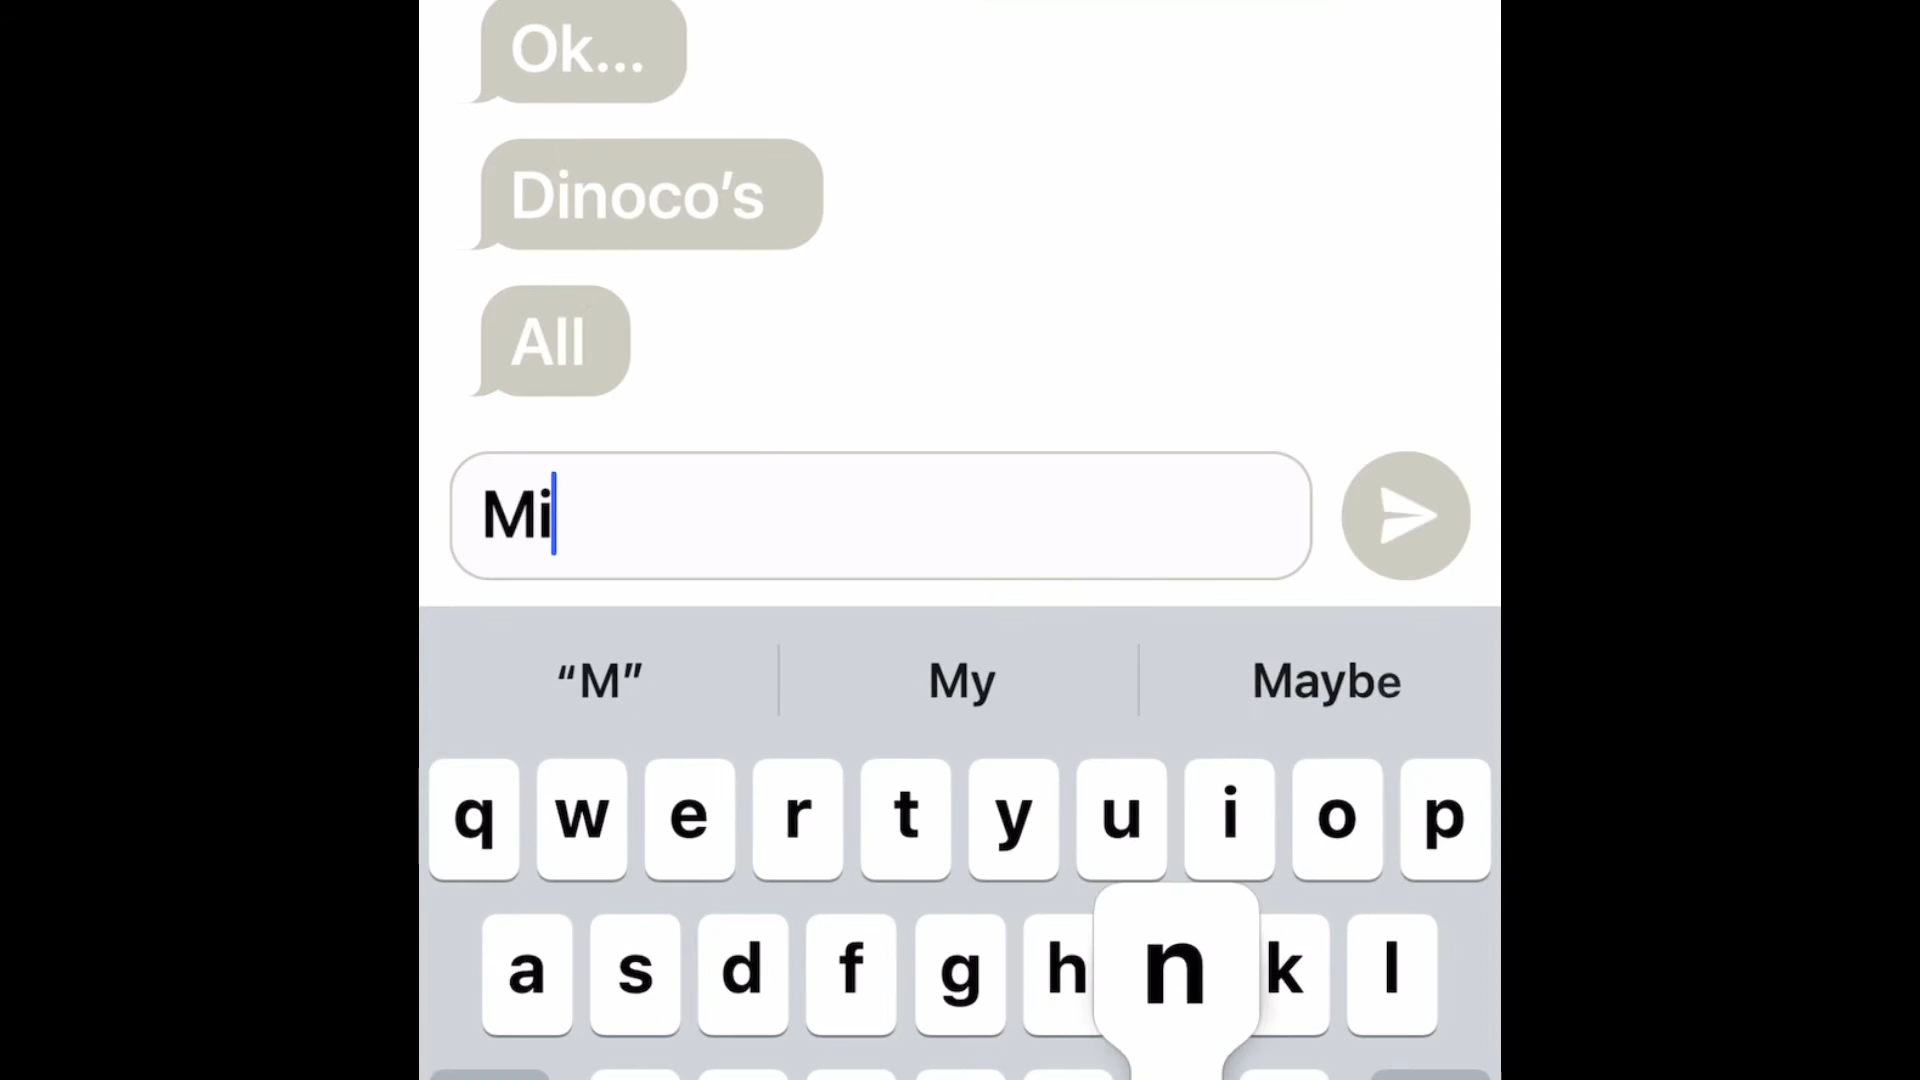 Ok...
Dinoco’s
All
Mi
“M” My Maybe
q w e r t y u i o p
a s d f g h n k l